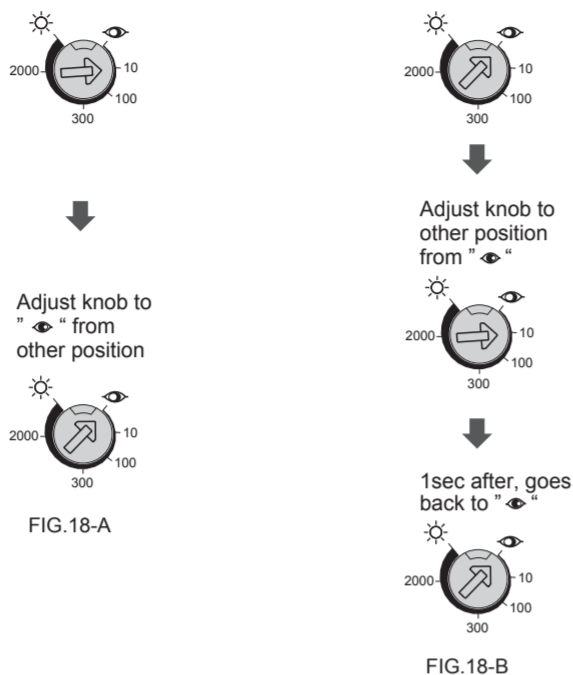 2000
10
100
300
Adjust knob to
" 👁 “ from
other position
2000
10
100
300
FIG.18-A
2000
10
100
300
Adjust knob to
other position
from " 👁 “
2000
10
100
300
1sec after, goes
back to " 👁 “
2000
10
100
300
FIG.18-B